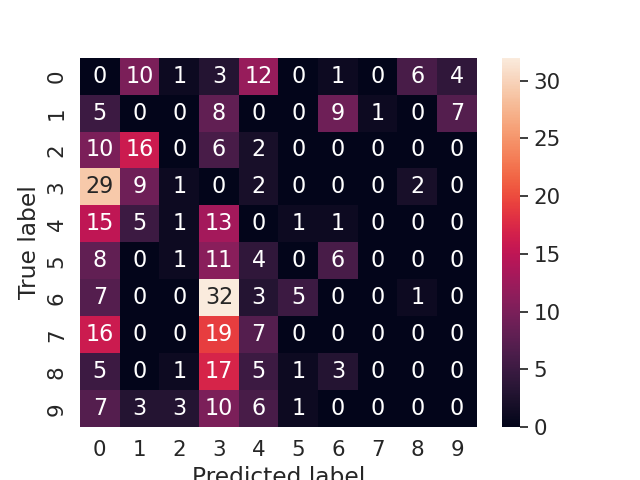 0 0 10 1 3 12 0 1 0 6 4
1 5 0 0 8 0 0 9 1 0 7
2 10 16 0 6 2 0 0 0 0 0
3 29 9 1 0 2 0 0 0 2 0
4 15 5 1 13 0 1 1 0 0 0
5 8 0 1 11 4 0 6 0 0 0
6 7 0 0 32 3 5 0 0 1 0
7 16 0 0 19 7 0 0 0 0 0
8 5 0 1 17 5 1 3 0 0 0
9 7 3 3 10 6 1 0 0 0 0
0 1 2 3 4 5 6 7 8 9
Predicted label
True label
30
25
20
15
10
5
0